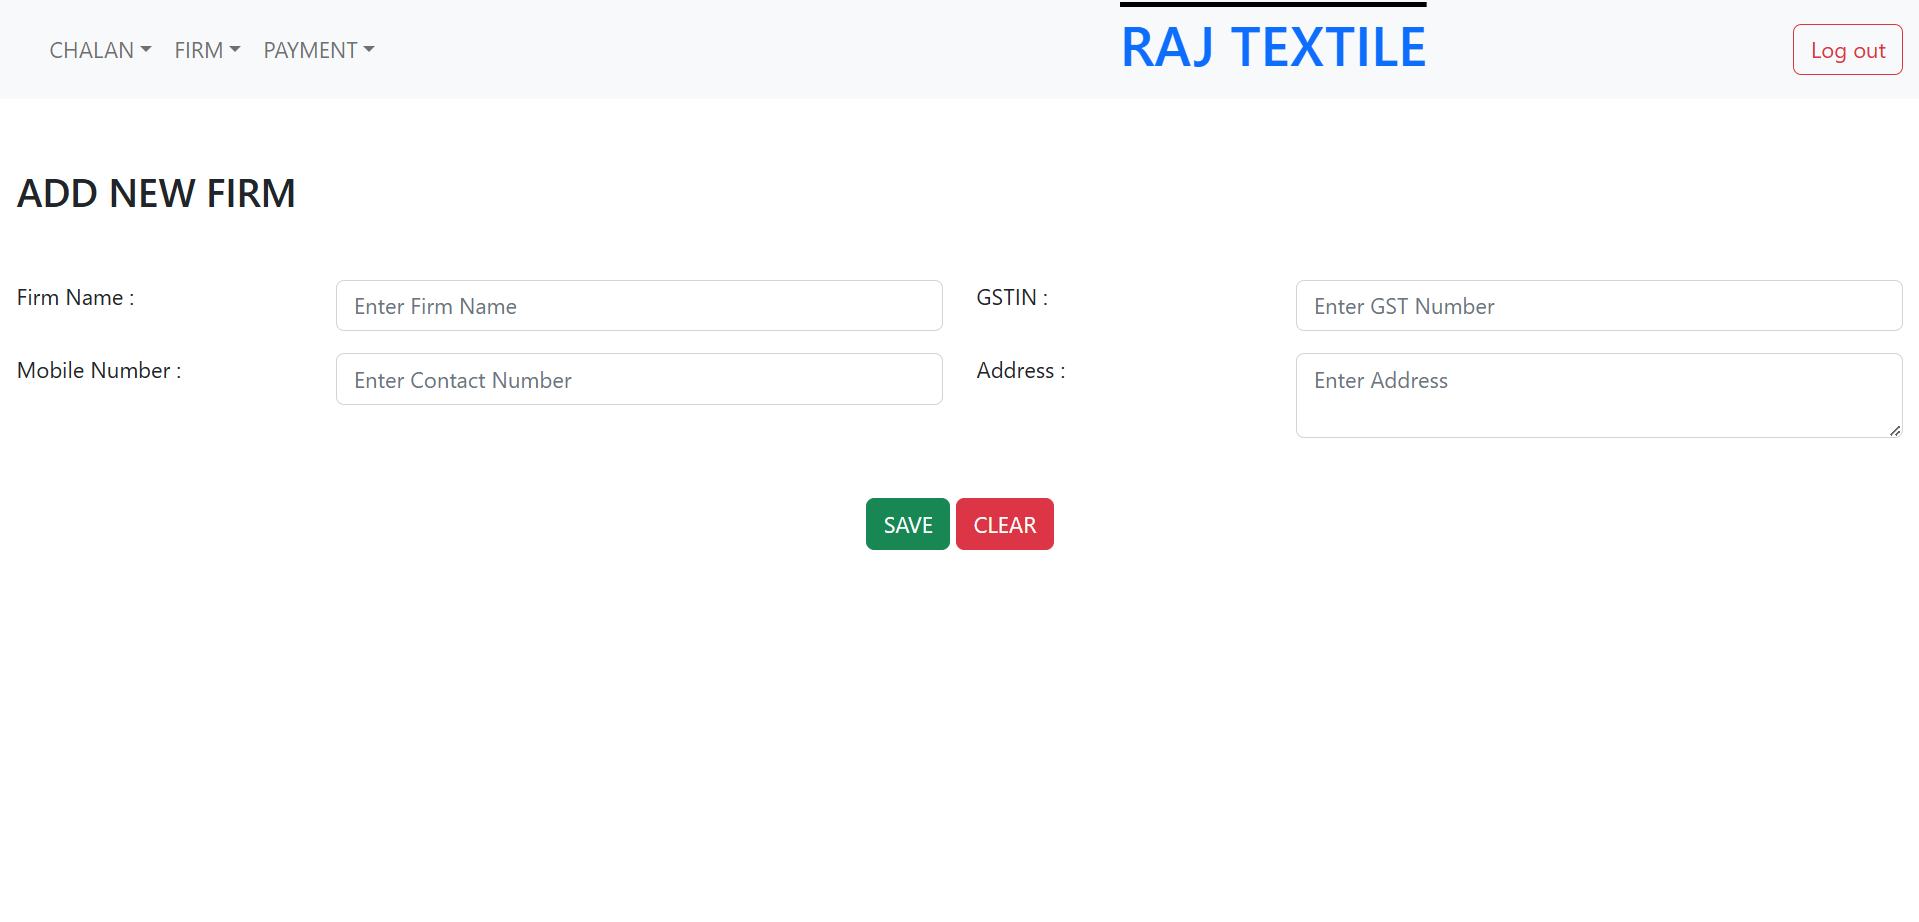 CHALAN FIRM PAYMENT RAJ TEXTILE Log out
ADD NEW FIRM
Firm Name : Enter Firm Name GSTIN : Enter GST Number
Mobile Number : Enter Contact Number Address : Enter Address
SAVE CLEAR